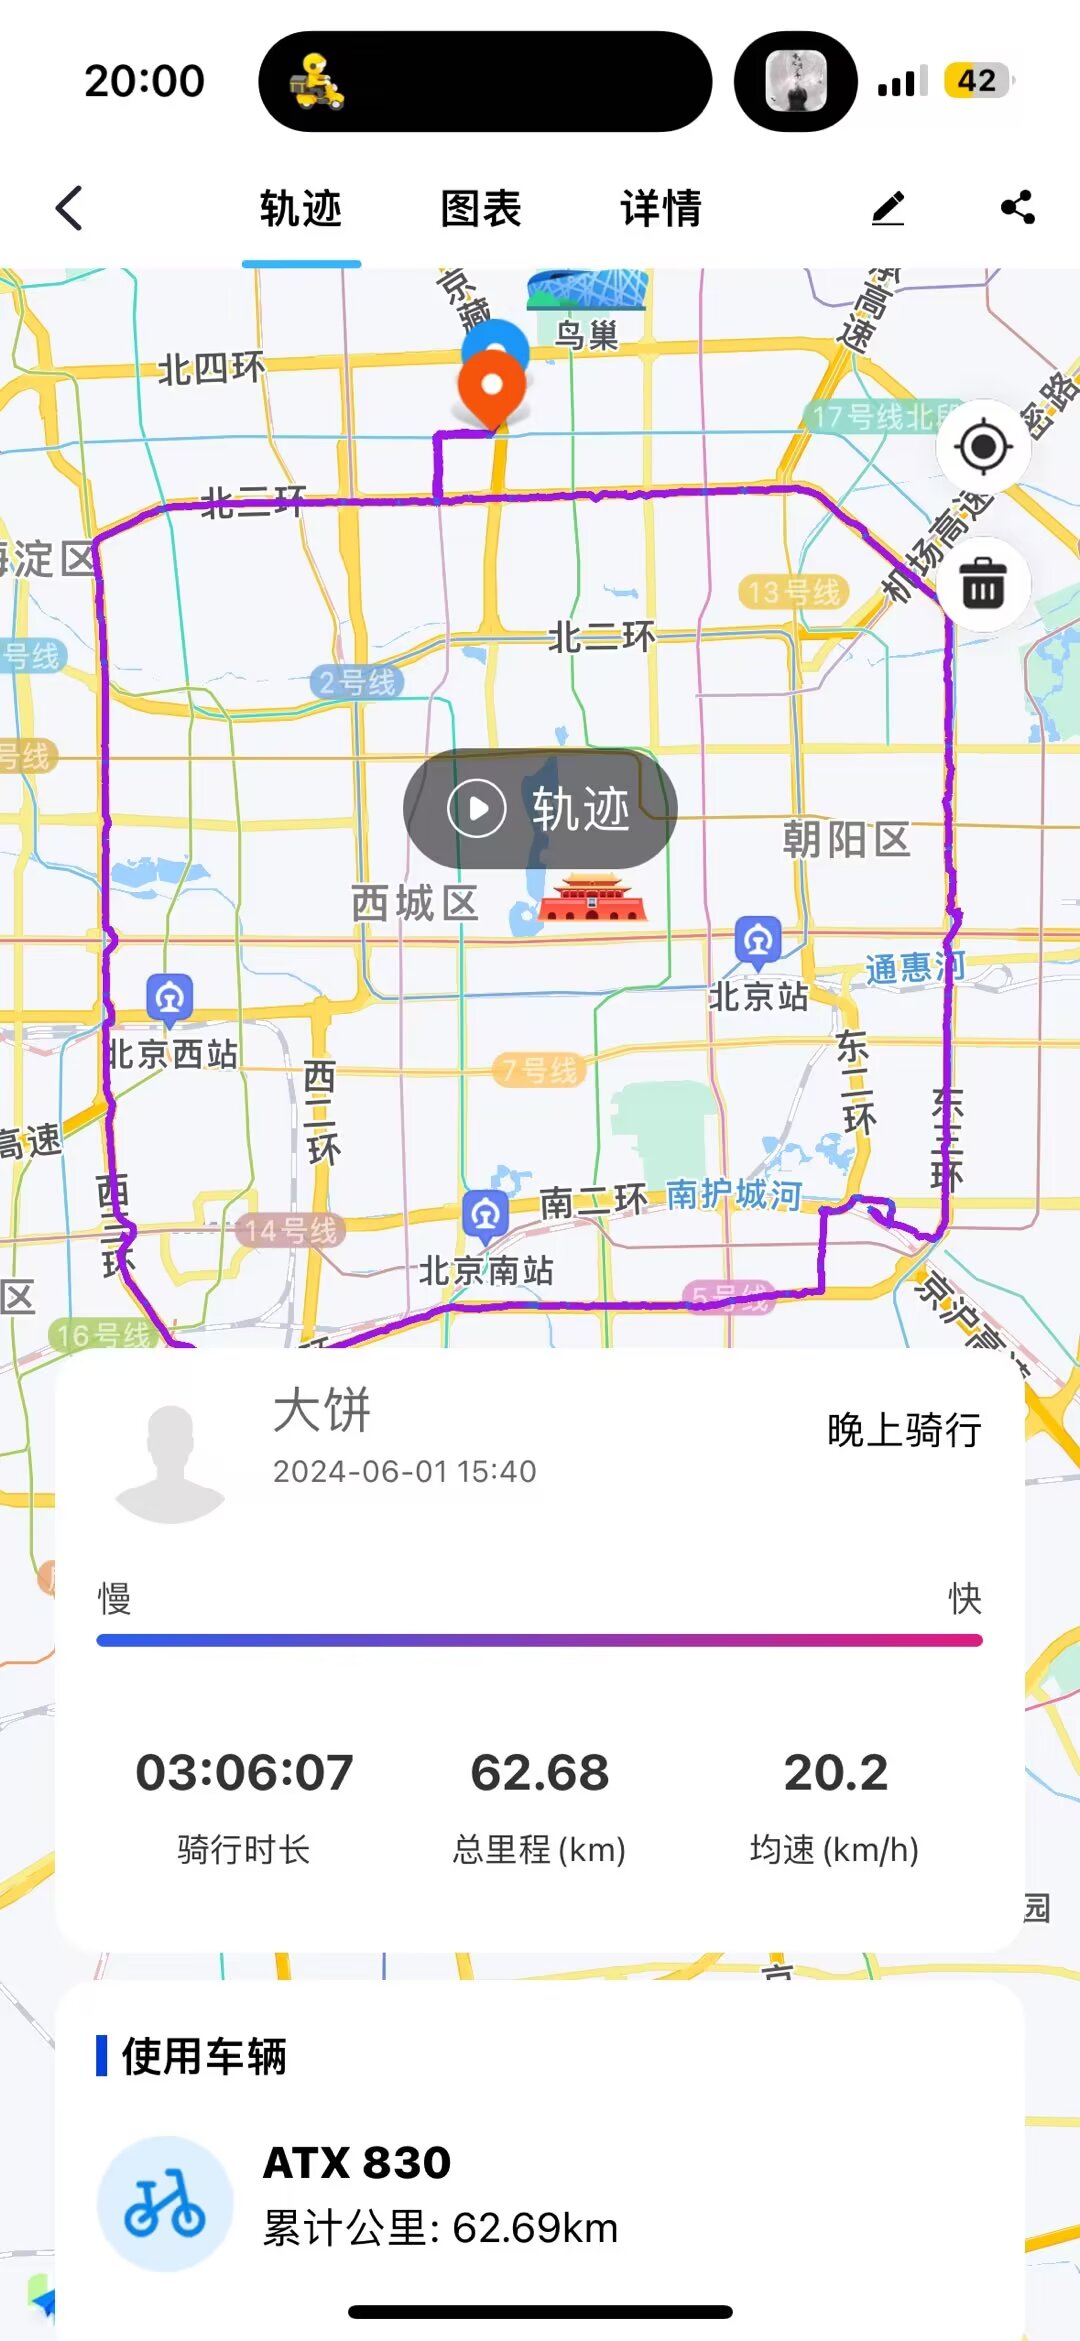 20:00
42
轨迹
图表
详情
京藏
鸟巢
高速
北四环
17号线北段
密路
北三环
机场高速
海淀区
13号线
号线
北二环
2号线
号线
轨迹
朝阳区
西城区
通惠河
北京站
北京西站
7号线
西二环
东二环
高速
东三环
西三环
南二环
南护城河
14号线
北京南站
区
5号线
京沪高速
16号线
大饼
晚上骑行
2024-06-01 15:40
慢
快
03:06:07
62.68
20.2
骑行时长
总里程(km)
均速(km/h)
园
京
使用车辆
ATX 830
累计公里: 62.69km